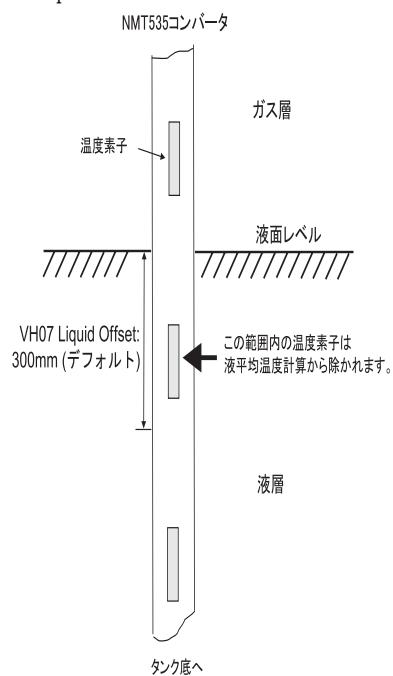 NMT535コンバータ
ガス層
温度素子
液面レベル
VH07 Liquid Offset:
300mm (デフォルト)
この範囲内の温度素子は
液平均温度計算から除かれます。
液層
タンク底へ